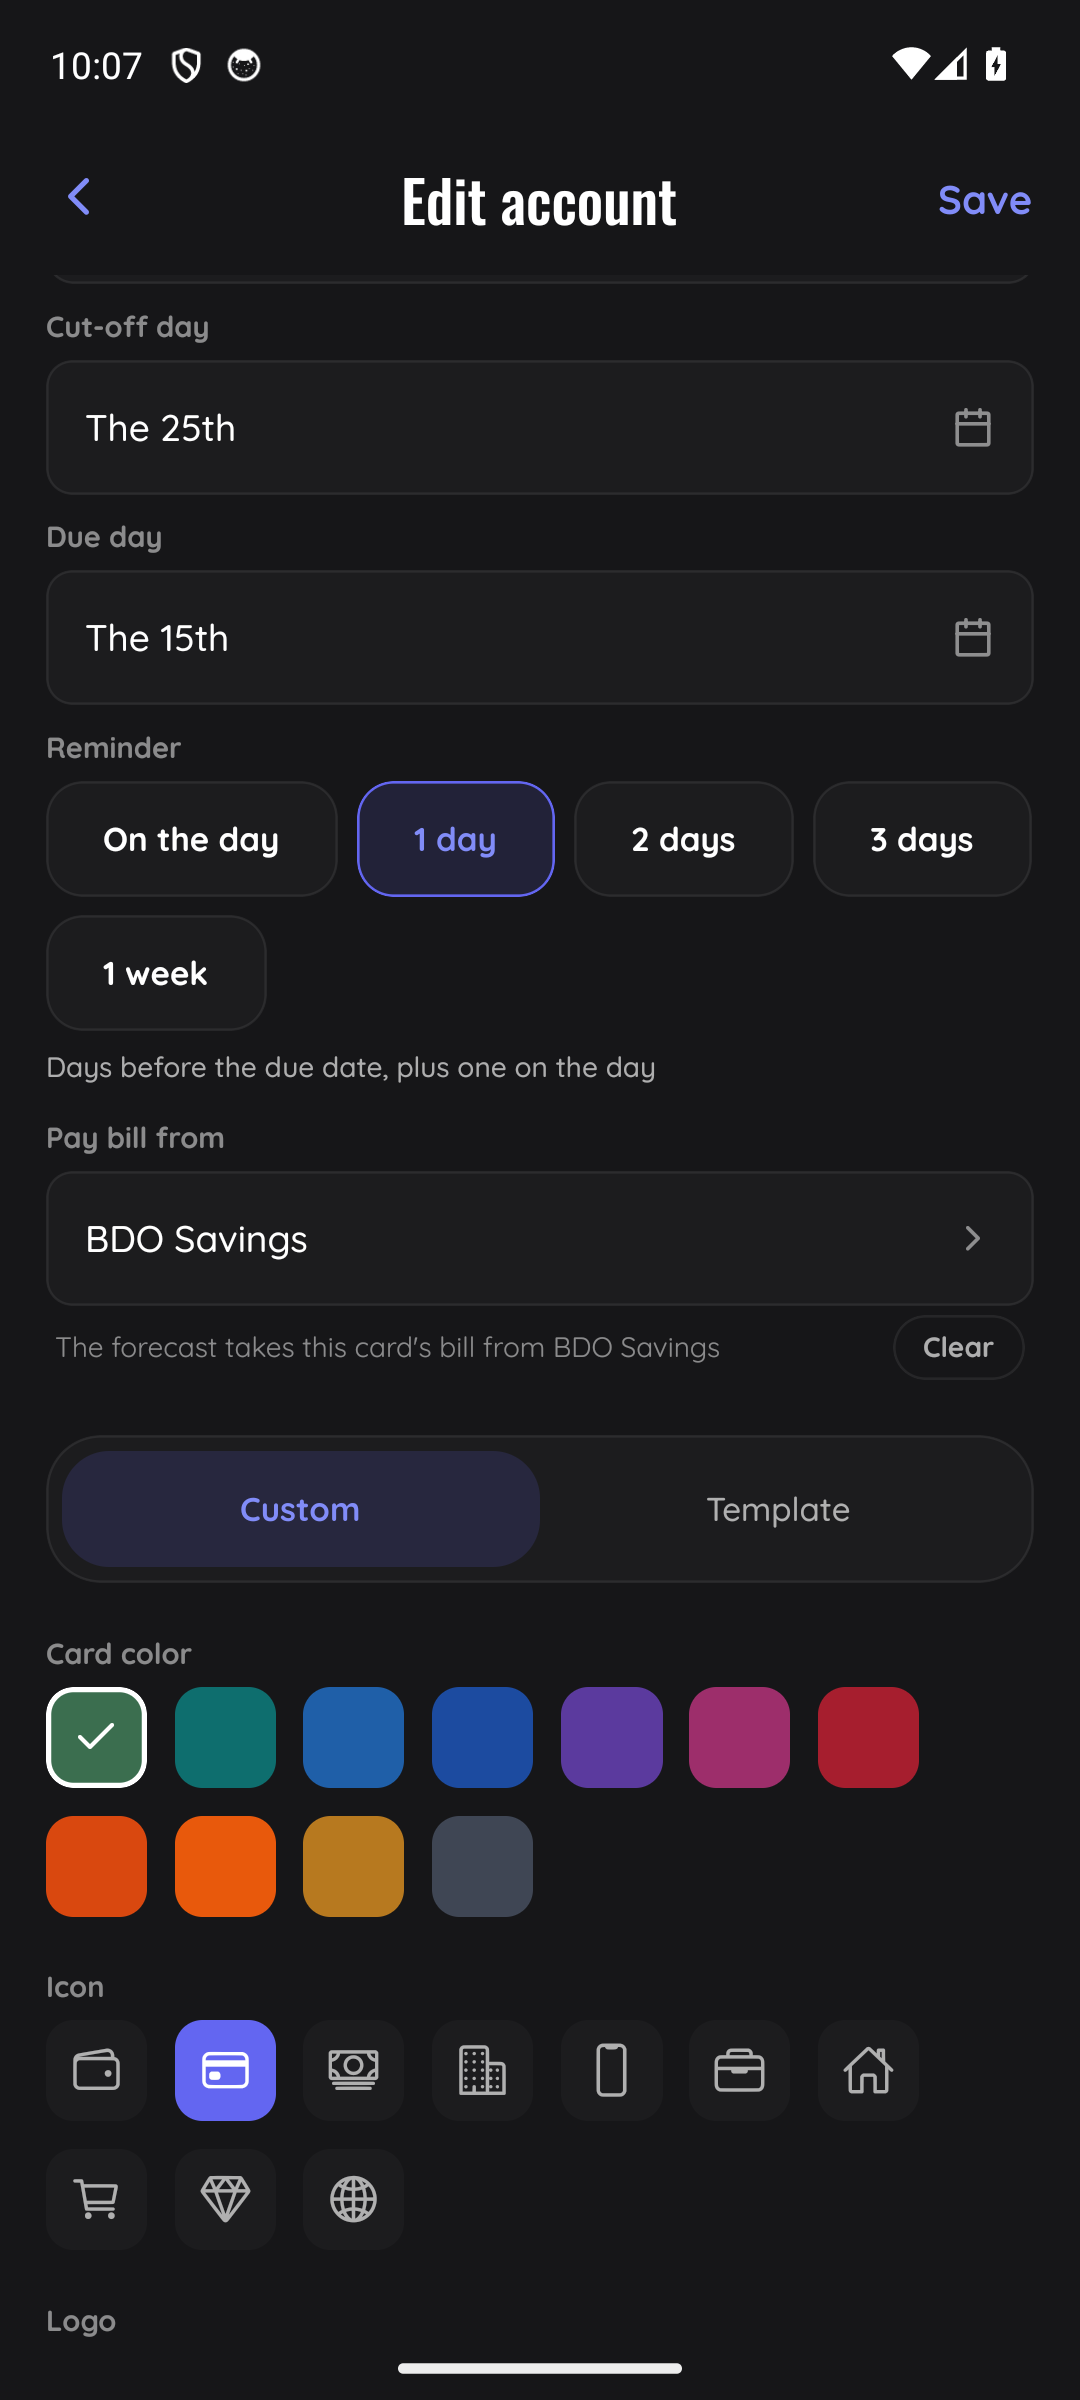 10:07
Edit account
Save
Cut-off day
The 25th
Due day
The 15th
Reminder
On the day
1 day
2 days
3 days
1 week
Days before the due date, plus one on the day
Pay bill from
BDO Savings
The forecast takes this card's bill from BDO Savings
Clear
Custom
Template
Card color
Icon
Logo